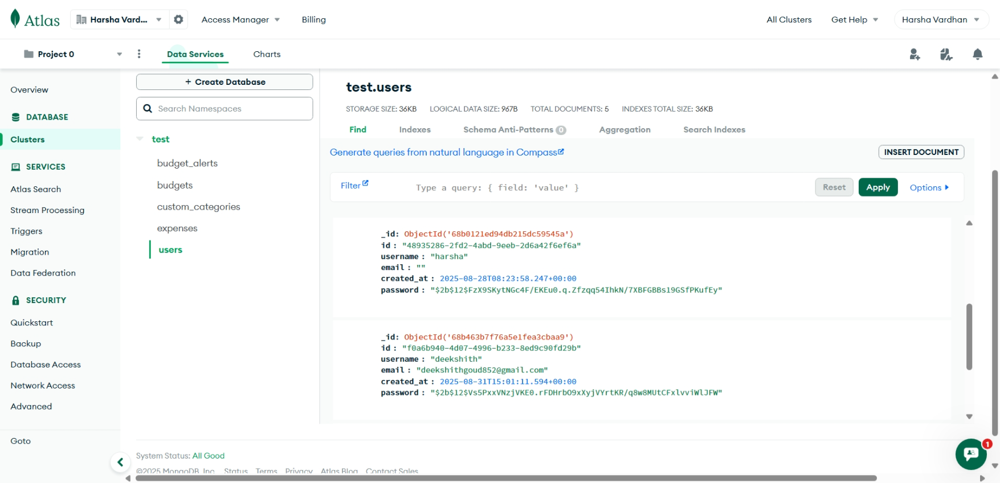 Atlas
Harsha Vard...
Access Manager
Billing
All Clusters
Get Help
Harsha Vardhan
Project 0
Data Services
Charts
Overview
DATABASE
Clusters
SERVICES
Atlas Search
Stream Processing
Triggers
Migration
Data Federation
SECURITY
Quickstart
Backup
Database Access
Network Access
Advanced
Goto
+ Create Database
Search Namespaces
test
budget_alerts
budgets
custom_categories
expenses
users
test.users
STORAGE SIZE: 36KB LOGICAL DATA SIZE: 967B TOTAL DOCUMENTS: 5 INDEXES TOTAL SIZE: 36KB
Find Indexes Schema Anti-Patterns 0 Aggregation Search Indexes
Generate queries from natural language in Compass
INSERT DOCUMENT
Filter
Type a query: { field: 'value' }
Reset
Apply
Options
_id: ObjectId('68b0121ed94db215dc59545a')
id : "48935286-2fd2-4abd-9eeb-2d6a42f6ef6a"
username : "harsha"
email : ""
created_at : 2025-08-28T08:23:58.247+00:00
password : "$2b$12$FzX9SKytNGc4F/EKEu0.q.Zfzqq54IhkN/7XBFGBBs19GSfPKufEy"
_id: ObjectId('68b463b7f76a5e1fea3cbaa9')
id : "f0a6b940-4d07-4996-b233-8ed9c90fd29b"
username : "deekshith"
email : "deekshithgoud852@gmail.com"
created_at : 2025-08-31T15:01:11.594+00:00
password : "$2b$12$Vs5PxxVNzjVKE0.rFDHrbO9xXyjVYrtKR/q8w8MUtCFxlvviWlJFW"
System Status: All Good
©2025 MongoDB, Inc. Status Terms Privacy Atlas Blog Contact Sales
1